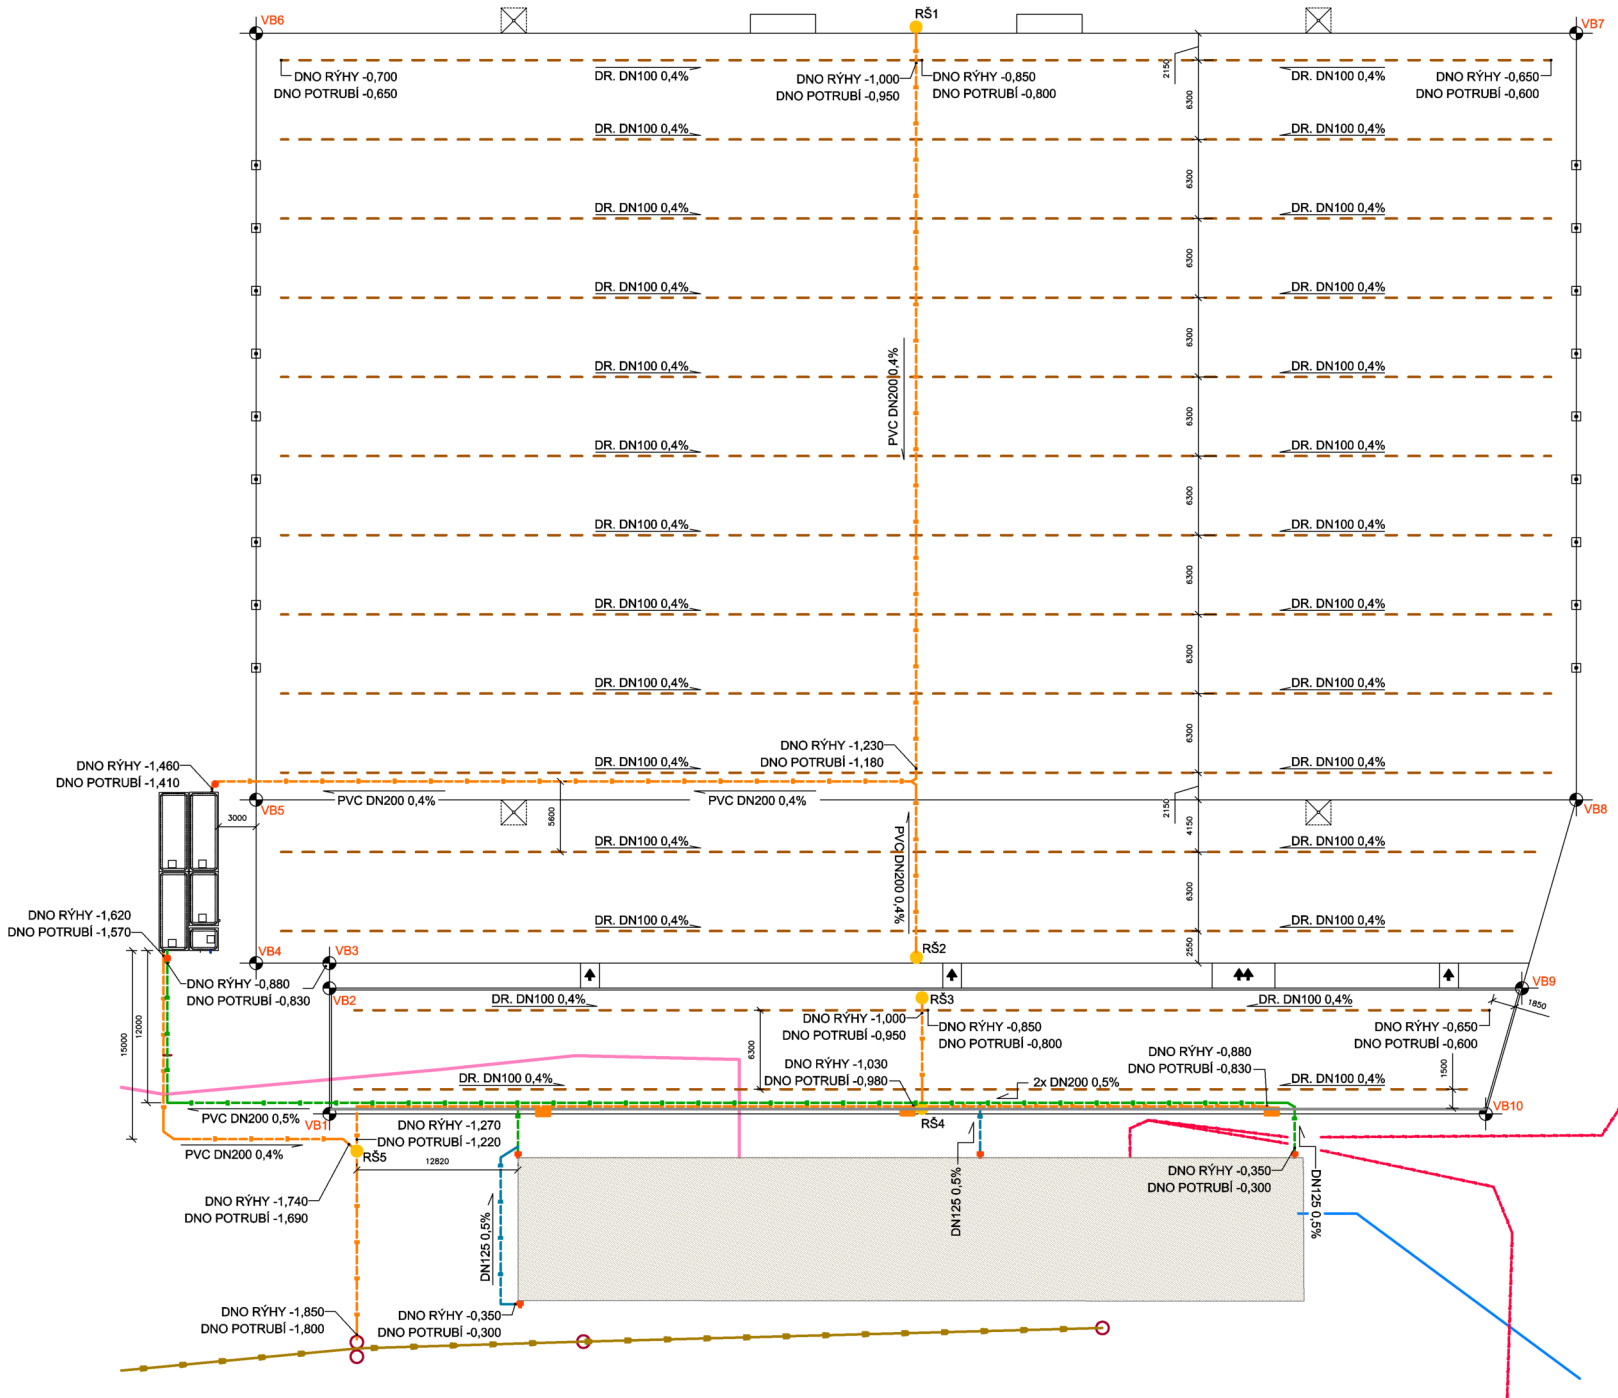 VB6
RŠ1
VB7
DNO RÝHY -0,700
DNO POTRUBÍ -0,650
DR. DN100 0,4%
DNO RÝHY -1,000
DNO POTRUBÍ -0,950
DNO RÝHY -0,850
DNO POTRUBÍ -0,800
2150
DR. DN100 0,4%
DNO RÝHY -0,650
DNO POTRUBÍ -0,600
6300
DR. DN100 0,4%
DR. DN100 0,4%
6300
DR. DN100 0,4%
DR. DN100 0,4%
6300
DR. DN100 0,4%
DR. DN100 0,4%
6300
PVC DN200 0,4%
DR. DN100 0,4%
DR. DN100 0,4%
6300
DR. DN100 0,4%
DR. DN100 0,4%
6300
DR. DN100 0,4%
DR. DN100 0,4%
6300
DR. DN100 0,4%
DR. DN100 0,4%
6300
DR. DN100 0,4%
DR. DN100 0,4%
6300
DNO RÝHY -1,230
DNO POTRUBÍ -1,180
DR. DN100 0,4%
DR. DN100 0,4%
DNO RÝHY -1,460
DNO POTRUBÍ -1,410
PVC DN200 0,4%
PVC DN200 0,4%
VB5
VB8
3000
5600
2150
4150
DR. DN100 0,4%
DR. DN100 0,4%
PVC DN200 0,4%
6300
DNO RÝHY -1,620
DNO POTRUBÍ -1,570
DR. DN100 0,4%
DR. DN100 0,4%
2550
VB4
VB3
RŠ2
DNO RÝHY -0,880
DNO POTRUBÍ -0,830
VB2
VB9
DR. DN100 0,4%
RŠ3
DR. DN100 0,4%
1850
15000
12000
6300
DNO RÝHY -1,000
DNO POTRUBÍ -0,950
DNO RÝHY -0,850
DNO POTRUBÍ -0,800
DNO RÝHY -0,650
DNO POTRUBÍ -0,600
1500
DNO RÝHY -1,030
DNO POTRUBÍ -0,980
DNO RÝHY -0,880
DNO POTRUBÍ -0,830
DR. DN100 0,4%
2x DN200 0,5%
DR. DN100 0,4%
PVC DN200 0,5%
VB1
RŠ4
VB10
DNO RÝHY -1,270
DNO POTRUBÍ -1,220
PVC DN200 0,4%
RŠ5
12820
DN125 0,5%
DNO RÝHY -0,350
DNO POTRUBÍ -0,300
DN125 0,5%
DNO RÝHY -1,740
DNO POTRUBÍ -1,690
DN125 0,5%
DNO RÝHY -1,850
DNO POTRUBÍ -1,800
DNO RÝHY -0,350
DNO POTRUBÍ -0,300